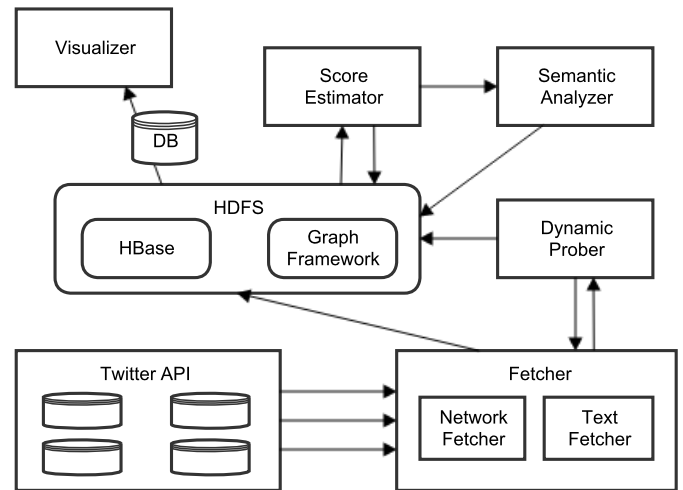 Visualizer
Score
Estimator
Semantic
Analyzer
DB
HDFS
HBase
Graph
Framework
Dynamic
Prober
Twitter API
Fetcher
Network
Fetcher
Text
Fetcher